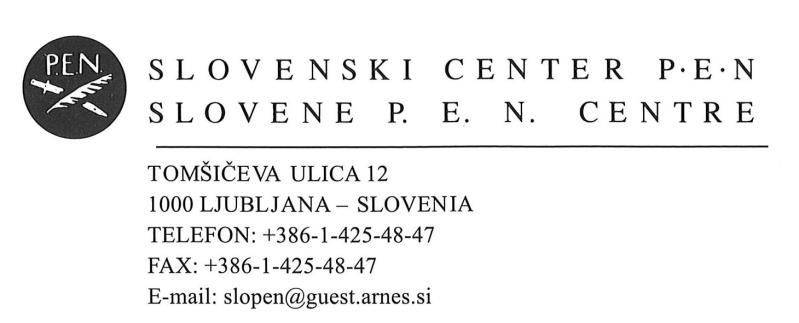 P.E.N.
SLOVENSKI CENTER P·E·N
SLOVENE P. E. N. CENTRE
TOMŠIČEVA ULICA 12
1000 LJUBLJANA – SLOVENIA
TELEFON: +386-1-425-48-47
FAX: +386-1-425-48-47
E-mail: slopen@guest.arnes.si